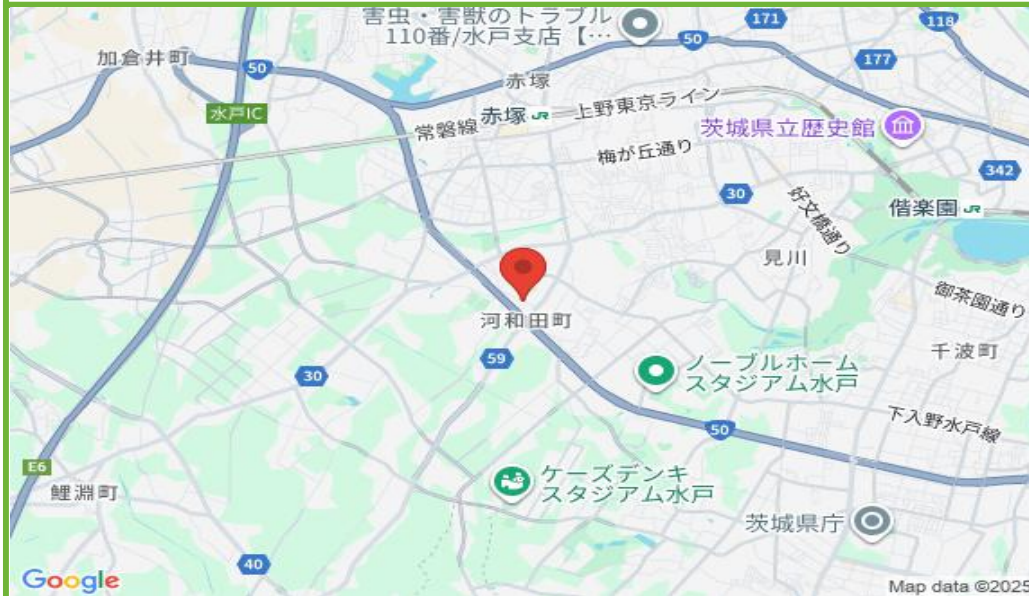 害虫・害獣のトラブル
110番/水戸支店【…
171
118
加倉井町
50
50
177
赤塚
水戸IC
常磐線
赤塚 JR
上野東京ライン
茨城県立歴史館
梅が丘通り
342
30
好文橋通り
偕楽園 JR
見川
御茶園通り
河和田町
千波町
59
ノーブルホーム
スタジアム水戸
30
下入野水戸線
50
E6
ケーズデンキ
スタジアム水戸
鯉淵町
茨城県庁
40
Google
Map data ©2025